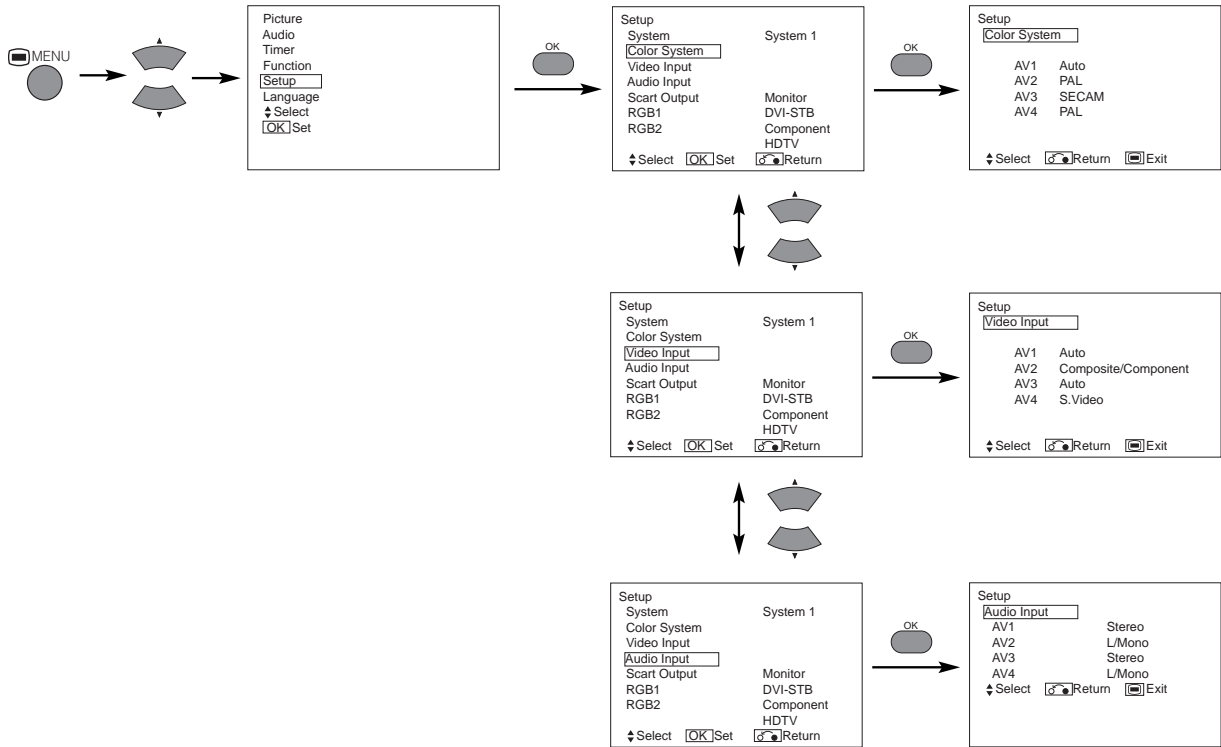 MENU
Picture
Audio
Timer
Function
Setup
Language
Select
OK Set
OK
Setup
System System 1
Color System
Video Input
Audio Input
Scart Output Monitor
RGB1 DVI-STB
RGB2 Component
HDTV
Select OK Set Return
OK
Setup
Color System
AV1 Auto
AV2 PAL
AV3 SECAM
AV4 PAL
Select Return Exit
Setup
System System 1
Color System
Video Input
Audio Input
Scart Output Monitor
RGB1 DVI-STB
RGB2 Component
HDTV
Select OK Set Return
OK
Setup
Video Input
AV1 Auto
AV2 Composite/Component
AV3 Auto
AV4 S.Video
Select Return Exit
Setup
System System 1
Color System
Video Input
Audio Input
Scart Output Monitor
RGB1 DVI-STB
RGB2 Component
HDTV
Select OK Set Return
OK
Setup
Audio Input
AV1 Stereo
AV2 L/Mono
AV3 Stereo
AV4 L/Mono
Select Return Exit